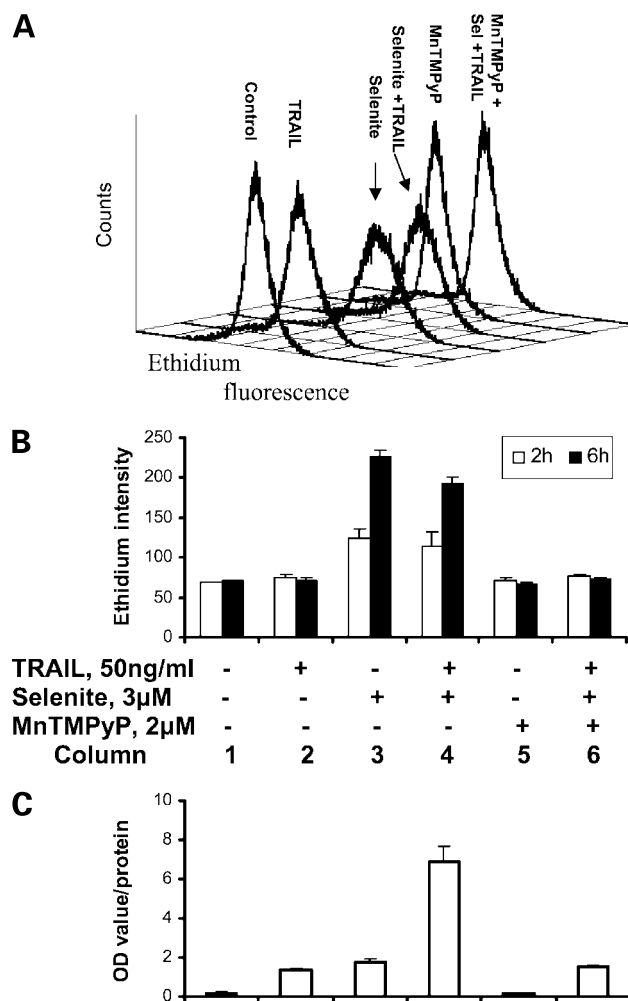 A
Control
TRAIL
Selenite
Selenite +TRAIL
MnTMPyP
MnTMPyP +
Sel +TRAIL
Counts
Ethidium
fluorescence
B
Ethidium intensity
250
200
150
100
50
0
2h 6h
TRAIL, 50ng/ml - + - + - +
Selenite, 3µM - - + + - +
MnTMPyP, 2µM - - - - + +
Column 1 2 3 4 5 6
C
OD value/protein
10
8
6
4
2
0